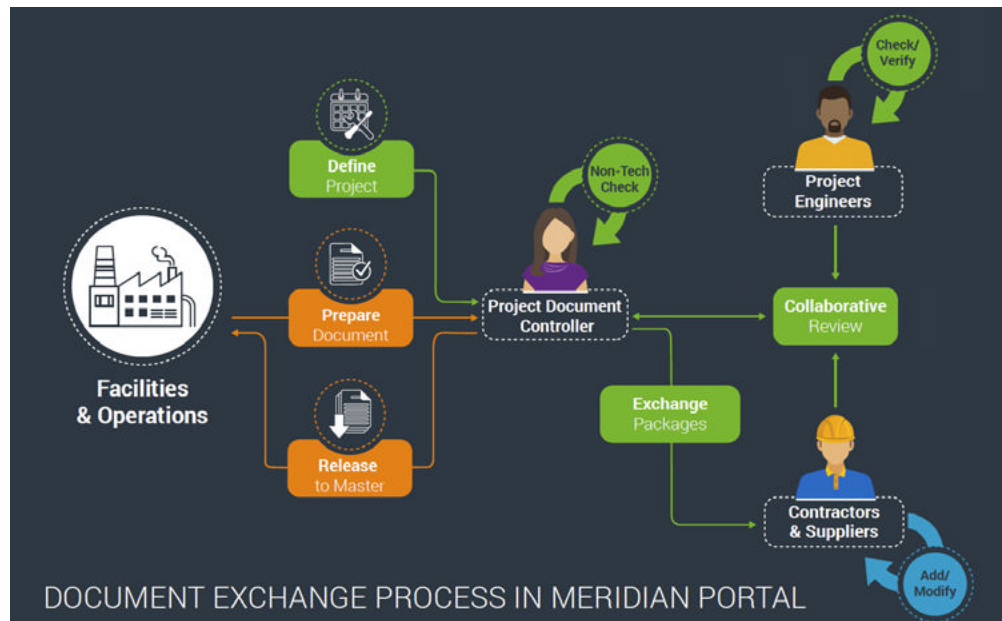 Check/
Verify
Define
Project
Non-Tech
Check
Project
Engineers
Prepare
Document
Project Document
Controller
Collaborative
Review
Facilities
& Operations
Exchange
Packages
Release
to Master
Contractors
& Suppliers
Add/
Modify
DOCUMENT EXCHANGE PROCESS IN MERIDIAN PORTAL